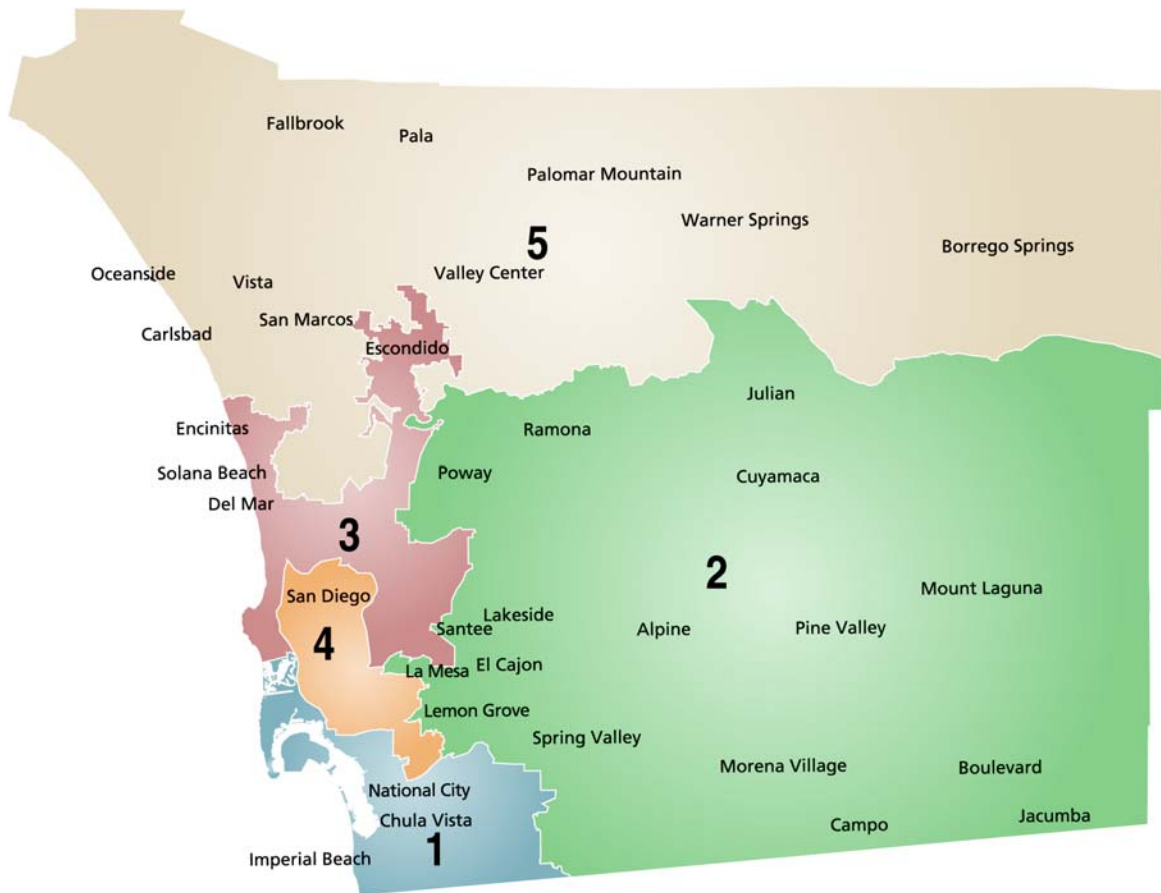 Fallbrook
Pala
Palomar Mountain
Warner Springs
5
Borrego Springs
Oceanside
Vista
Valley Center
San Marcos
Carlsbad
Escondido
Julian
Encinitas
Ramona
Solana Beach
Poway
Cuyamaca
Del Mar
3
2
San Diego
Mount Laguna
Lakeside
Santee
Alpine
Pine Valley
4
La Mesa
El Cajon
Lemon Grove
Spring Valley
Morena Village
Boulevard
National City
Chula Vista
Campo
Jacumba
1
Imperial Beach